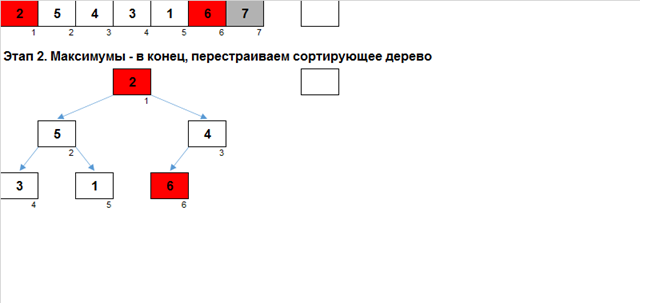 2 5 4 3 1 6 7
1 2 3 4 5 6 7
Этап 2. Максимумы - в конец, перестраиваем сортирующее дерево
2
1
5 4
2 3
3 1 6
4 5 6